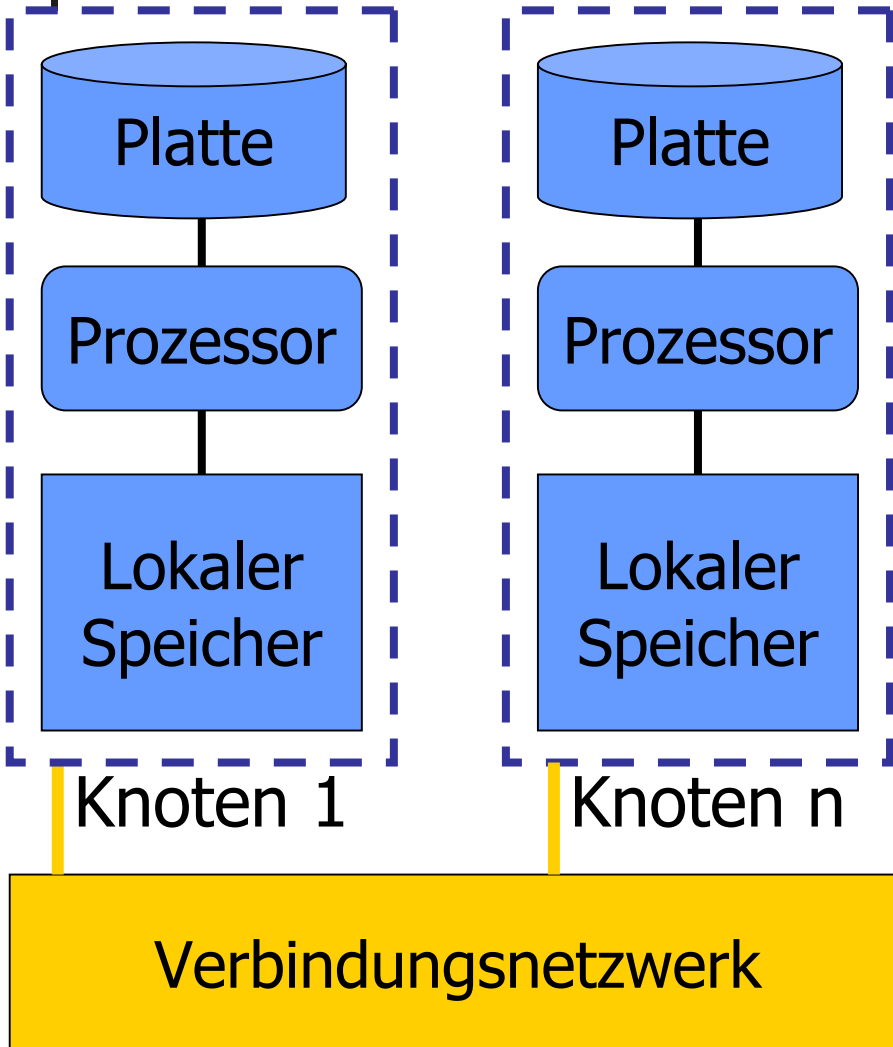 Platte
Prozessor
Lokaler
Speicher
Knoten 1
Platte
Prozessor
Lokaler
Speicher
Knoten n
Verbindungsnetzwerk